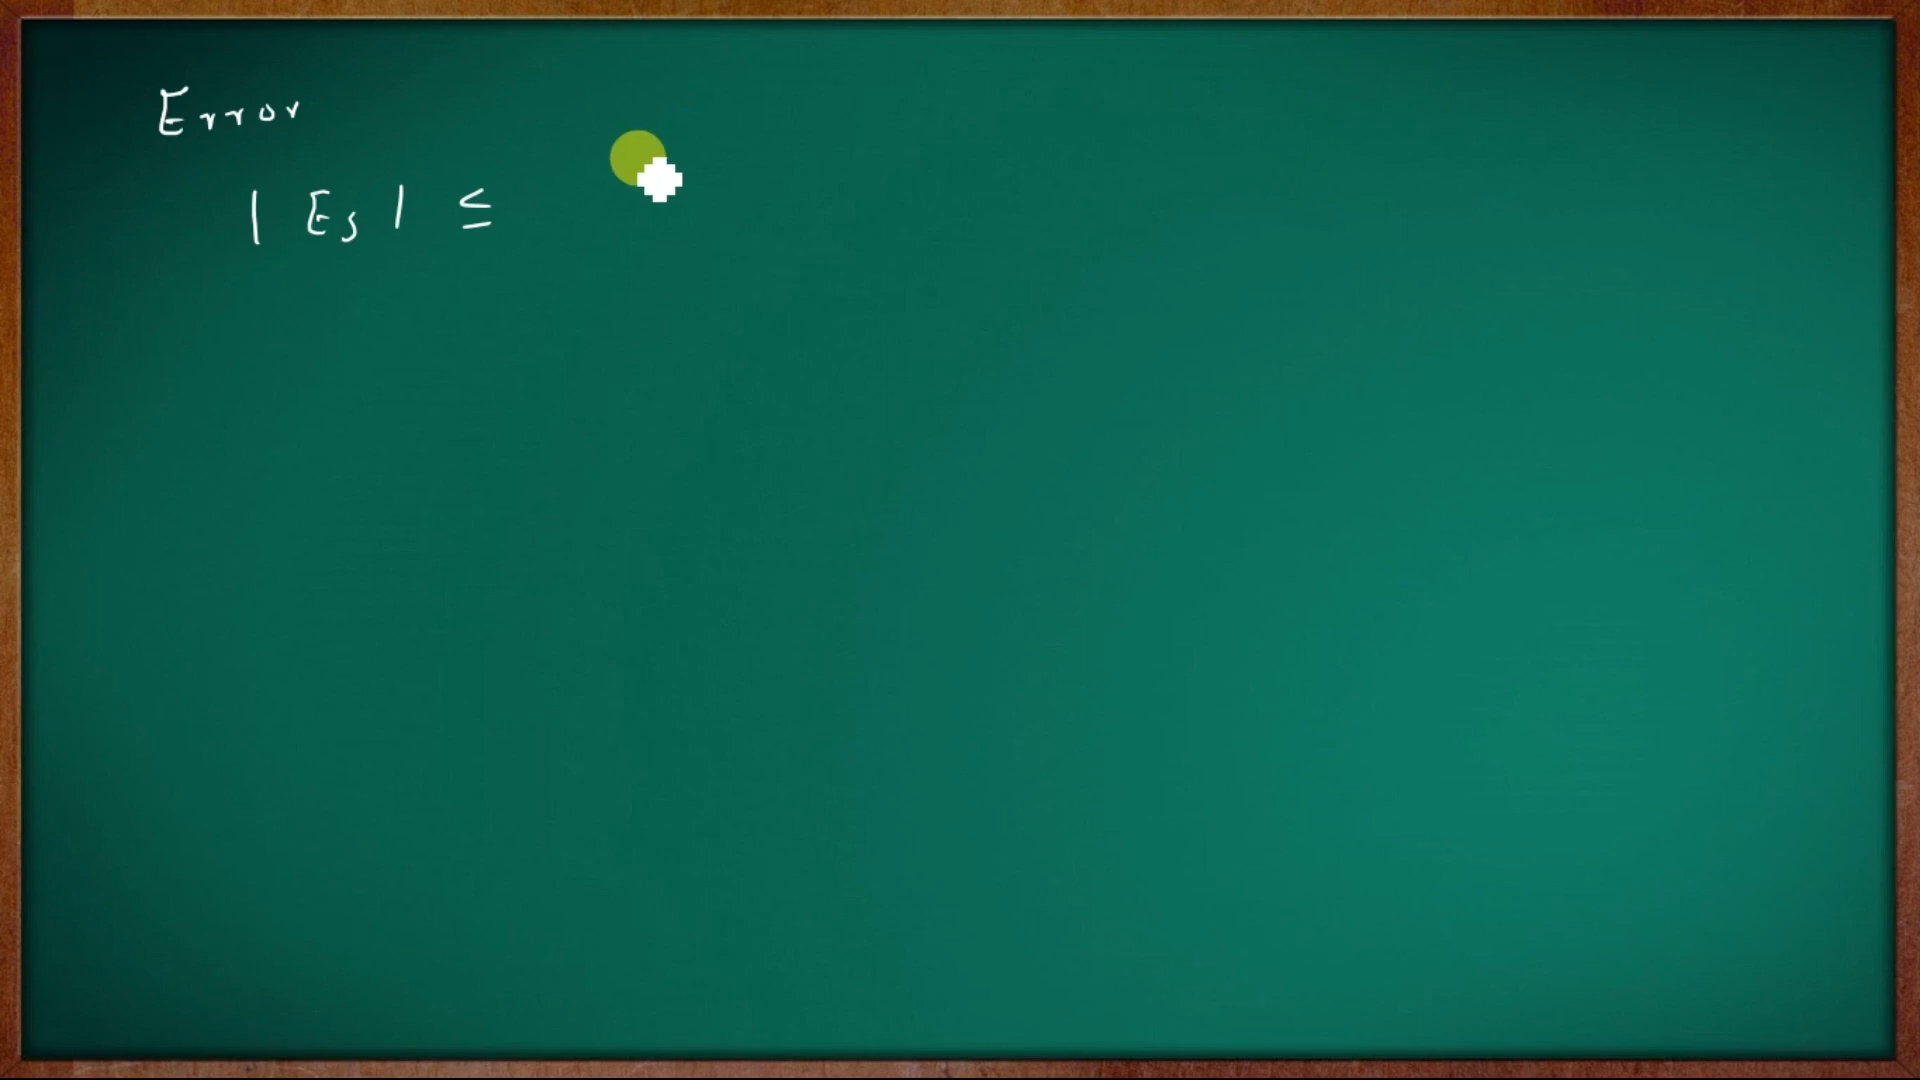 Error
| Es | ≤